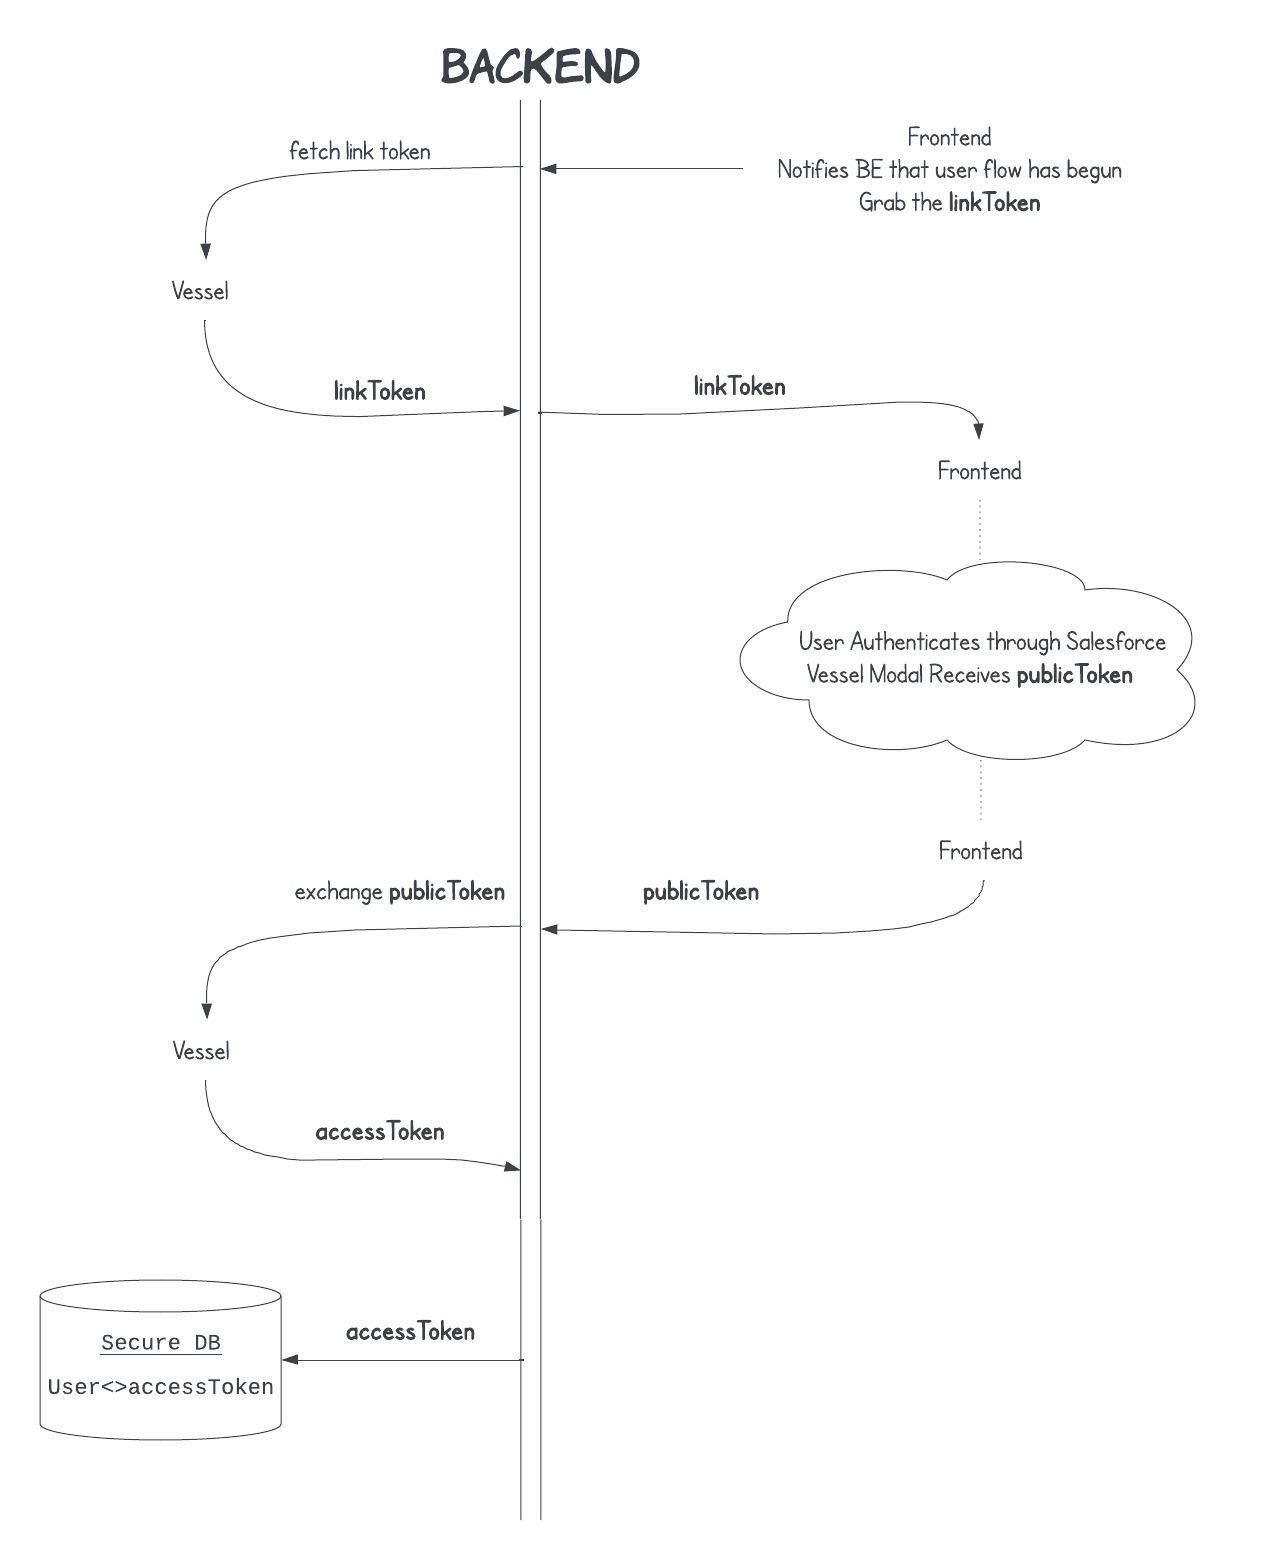 BACKEND
fetch link token
Frontend
Notifies BE that user flow has begun
Grab the linkToken
Vessel
linkToken
linkToken
Frontend
User Authenticates through Salesforce
Vessel Modal Receives publicToken
Frontend
exchange publicToken
publicToken
Vessel
accessToken
accessToken
Secure DB
User<>accessToken